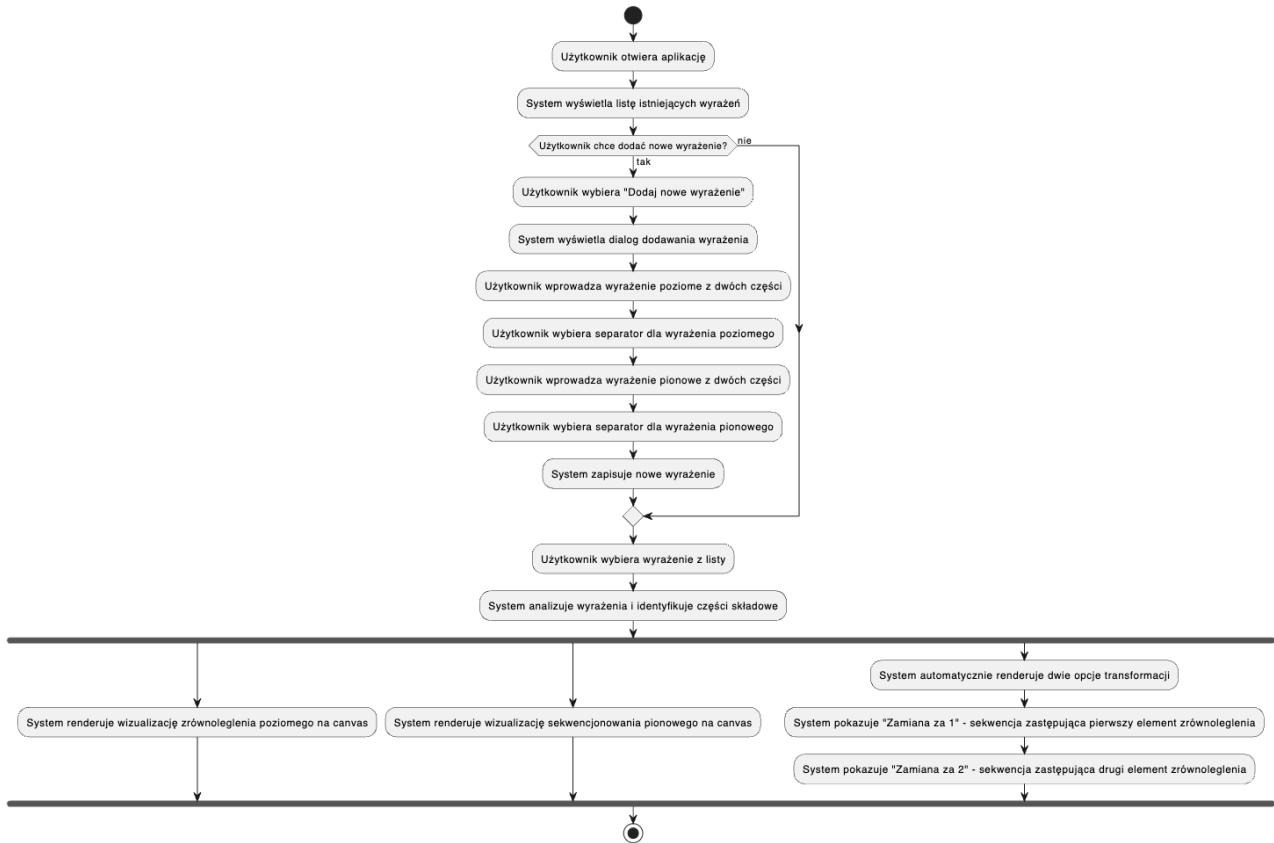 Użytkownik otwiera aplikację
System wyświetla listę istniejących wyrażeń
Użytkownik chce dodać nowe wyrażenie?
nie
tak
Użytkownik wybiera "Dodaj nowe wyrażenie"
System wyświetla dialog dodawania wyrażenia
Użytkownik wprowadza wyrażenie poziome z dwóch części
Użytkownik wybiera separator dla wyrażenia poziomego
Użytkownik wprowadza wyrażenie pionowe z dwóch części
Użytkownik wybiera separator dla wyrażenia pionowego
System zapisuje nowe wyrażenie
Użytkownik wybiera wyrażenie z listy
System analizuje wyrażenia i identyfikuje części składowe
System renderuje wizualizację zrównoleglenia poziomego na canvas
System renderuje wizualizację sekwencjonowania pionowego na canvas
System automatycznie renderuje dwie opcje transformacji
System pokazuje "Zamiana za 1" - sekwencja zastępująca pierwszy element zrównoleglenia
System pokazuje "Zamiana za 2" - sekwencja zastępująca drugi element zrównoleglenia